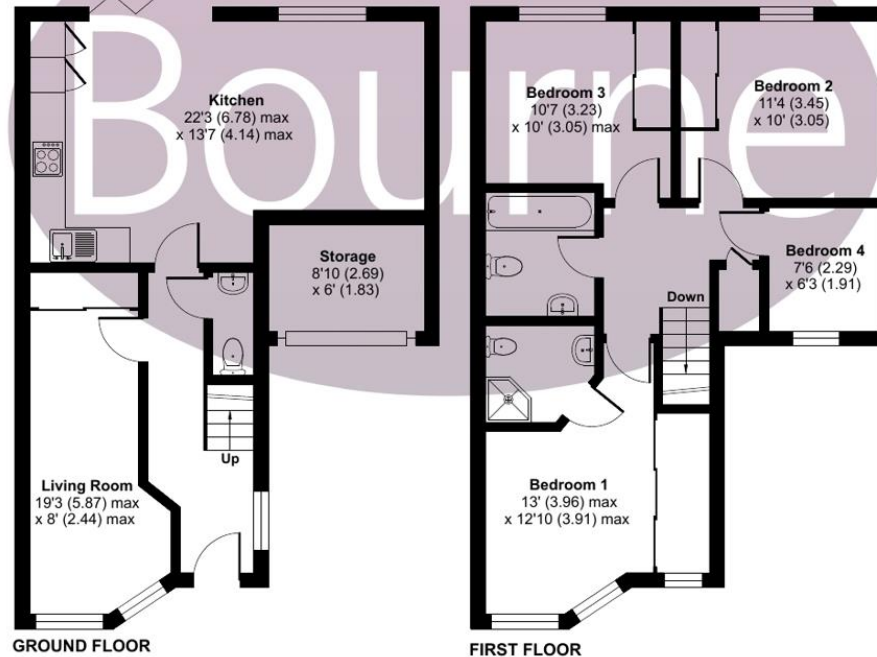 Bourne
Kitchen
22'3 (6.78) max
x 13'7 (4.14) max
Storage
8'10 (2.69)
x 6' (1.83)
Living Room
19'3 (5.87) max
x 8' (2.44) max
Up
GROUND FLOOR
Bedroom 3
10'7 (3.23)
x 10' (3.05) max
Bedroom 2
11'4 (3.45)
x 10' (3.05)
Bedroom 4
7'6 (2.29)
x 6'3 (1.91)
Down
Bedroom 1
13' (3.96) max
x 12'10 (3.91) max
FIRST FLOOR